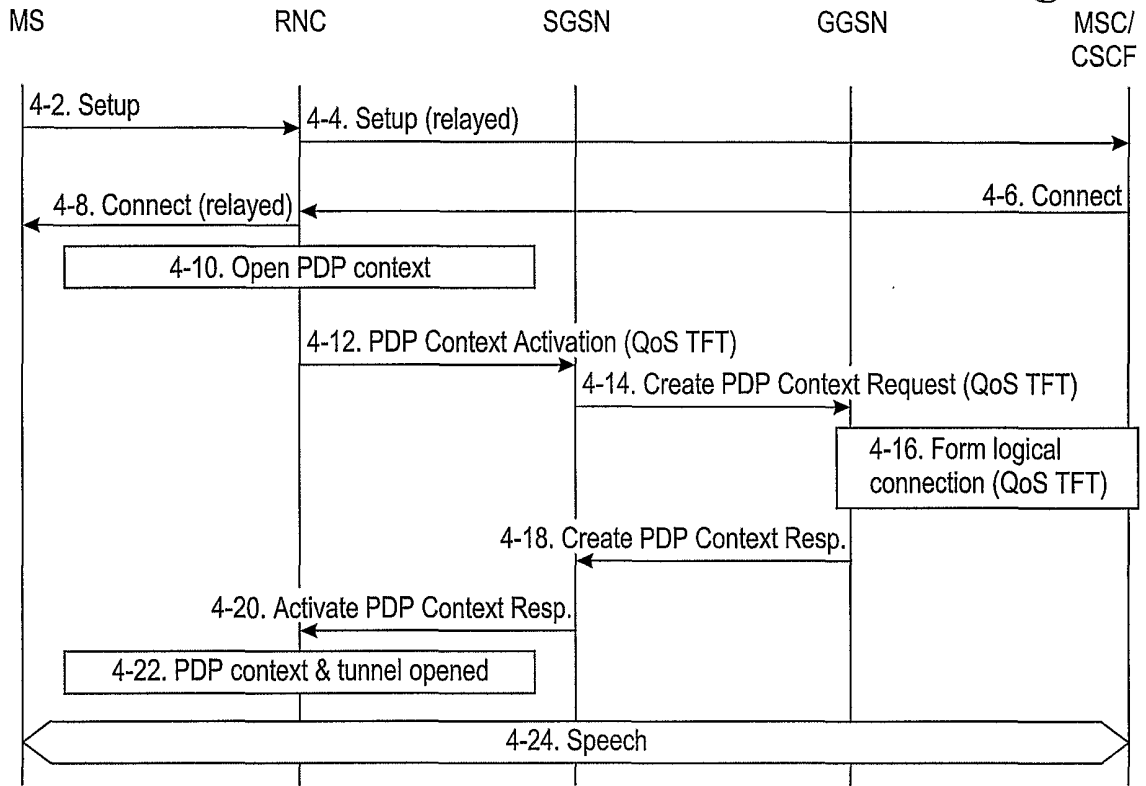 MS RNC SGSN GGSN MSC/
CSCF
4-2. Setup
4-4. Setup (relayed)
4-6. Connect
4-8. Connect (relayed)
4-10. Open PDP context
4-12. PDP Context Activation (QoS TFT)
4-14. Create PDP Context Request (QoS TFT)
4-16. Form logical
connection (QoS TFT)
4-18. Create PDP Context Resp.
4-20. Activate PDP Context Resp.
4-22. PDP context & tunnel opened
4-24. Speech